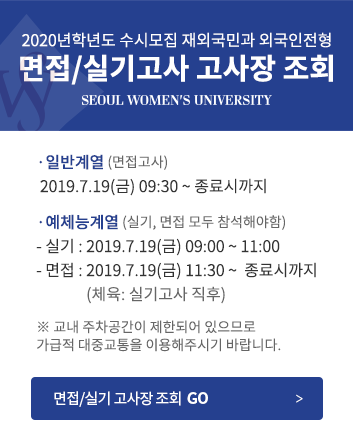 2020년학년도 수시모집 재외국민과 외국인전형
면접/실기고사 고사장 조회
SEOUL WOMEN'S UNIVERSITY
· 일반계열 (면접고사)
2019.7.19(금) 09:30 ~ 종료시까지
· 예체능계열 (실기, 면접 모두 참석해야함)
- 실기 : 2019.7.19(금) 09:00 ~ 11:00
- 면접 : 2019.7.19(금) 11:30 ~ 종료시까지
(체육: 실기고사 직후)
※ 교내 주차공간이 제한되어 있으므로
가급적 대중교통을 이용해주시기 바랍니다.
면접/실기 고사장 조회 GO >